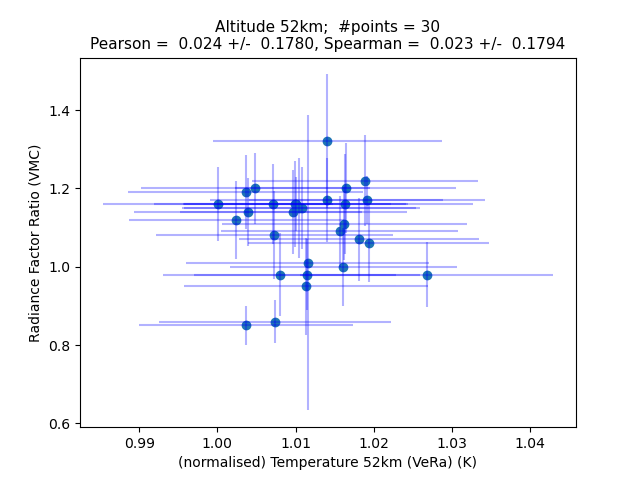 Altitude 52km;  #points = 30
Pearson =  0.024 +/-  0.1780, Spearman =  0.023 +/-  0.1794
1.4
1.2
1.0
0.8
0.6
Radiance Factor Ratio (VMC)
0.99 1.00 1.01 1.02 1.03 1.04
(normalised) Temperature 52km (VeRa) (K)